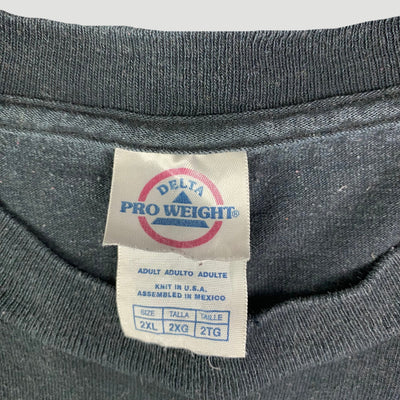 DELTA
PRO WEIGHT®
ADULT ADULTO ADULTE
KNIT IN U.S.A.
ASSEMBLED IN MEXICO
SIZE TALLA TAILLE
2XL 2XG 2TG